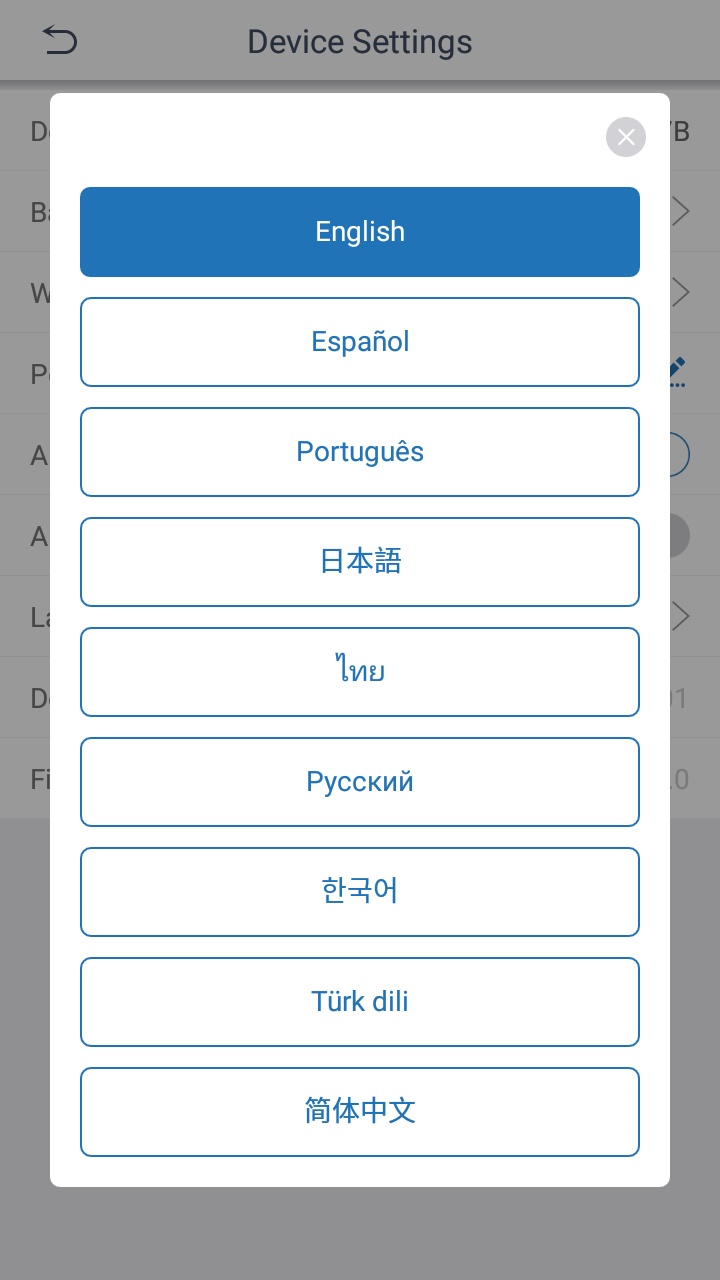 Device Settings
English
Español
Português
日本語
ไทย
Русский
한국어
Türk dili
简体中文